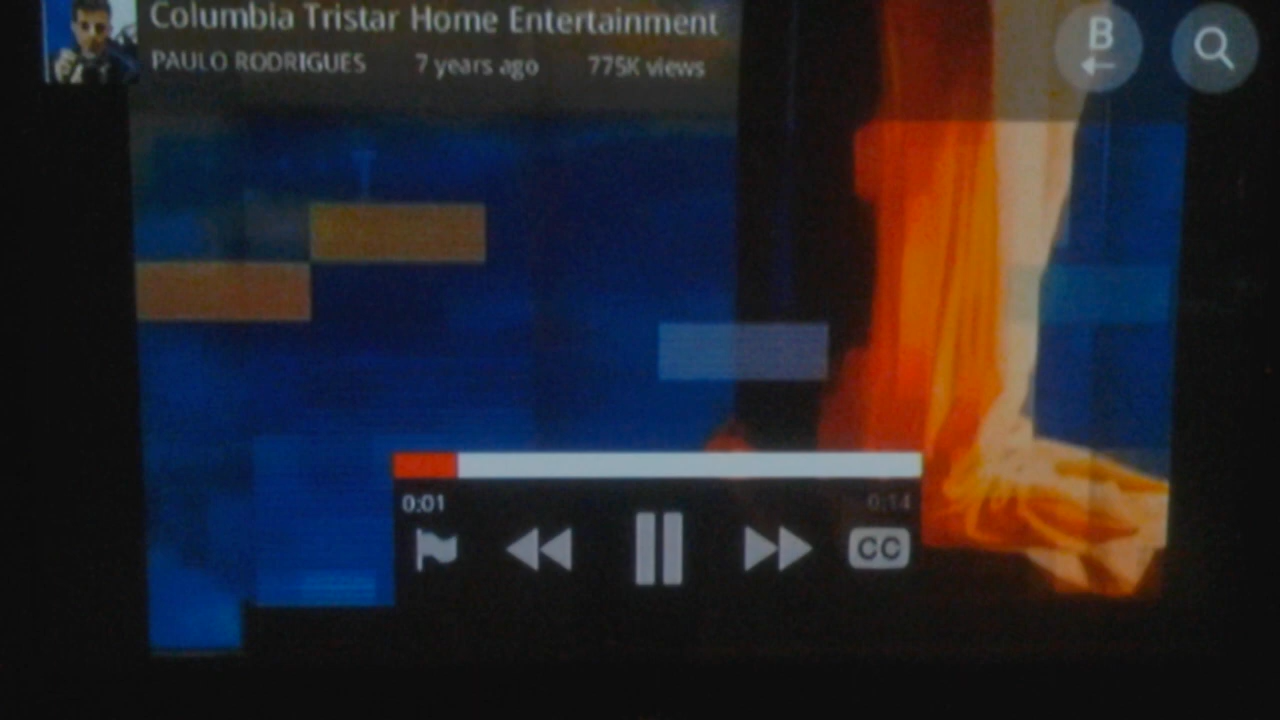 Columbia Tristar Home Entertainment
PAULO RODRIGUES 7 years ago 775K views
B
0:01 0:14
CC